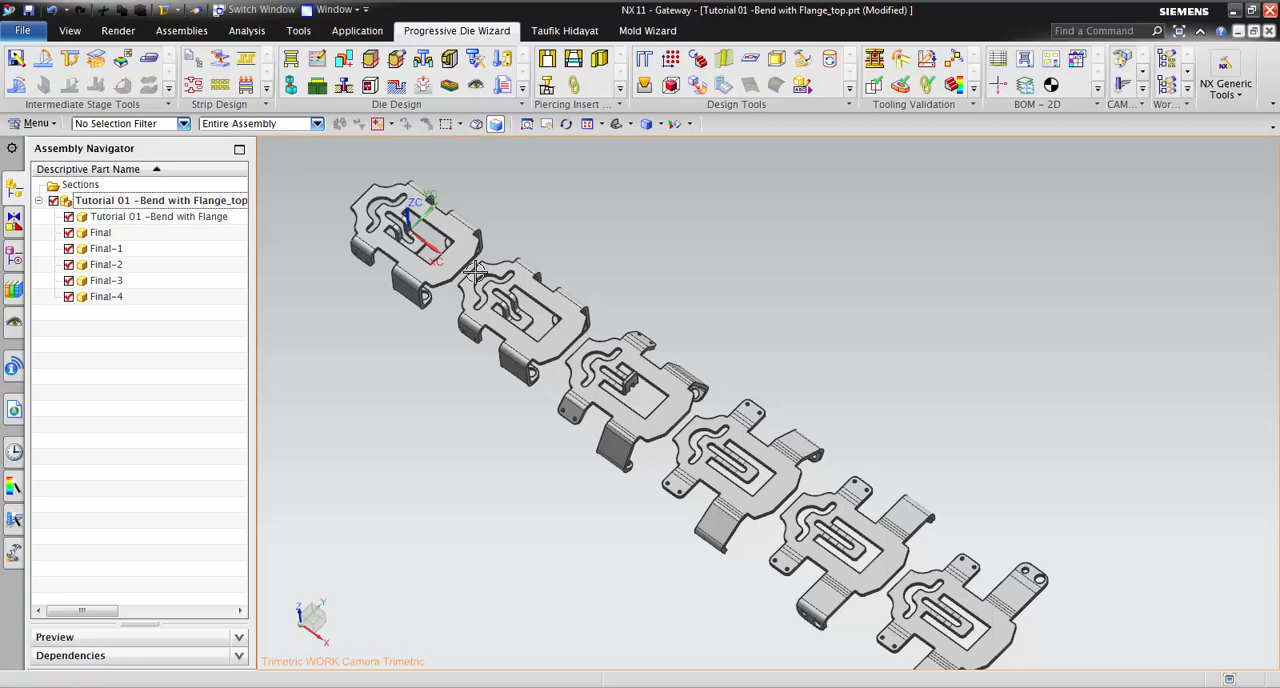 Switch Window Window NX 11 - Gateway - [Tutorial 01 -Bend with Flange_top.prt (Modified) ] SIEMENS
File View Render Assemblies Analysis Tools Application Progressive Die Wizard Taufik Hidayat Mold Wizard Find a Command
NX Generic
Tools
Intermediate Stage Tools Strip Design Die Design Piercing Insert ... Design Tools Tooling Validation BOM - 2D CAM... Wor...
Menu No Selection Filter Entire Assembly
Assembly Navigator
Descriptive Part Name
Sections
Tutorial 01 -Bend with Flange_top
Tutorial 01 -Bend with Flange
Final
Final-1
Final-2
Final-3
Final-4
ZC
YC
XC
Z
Y
X
Preview
Dependencies
Trimetric WORK Camera Trimetric